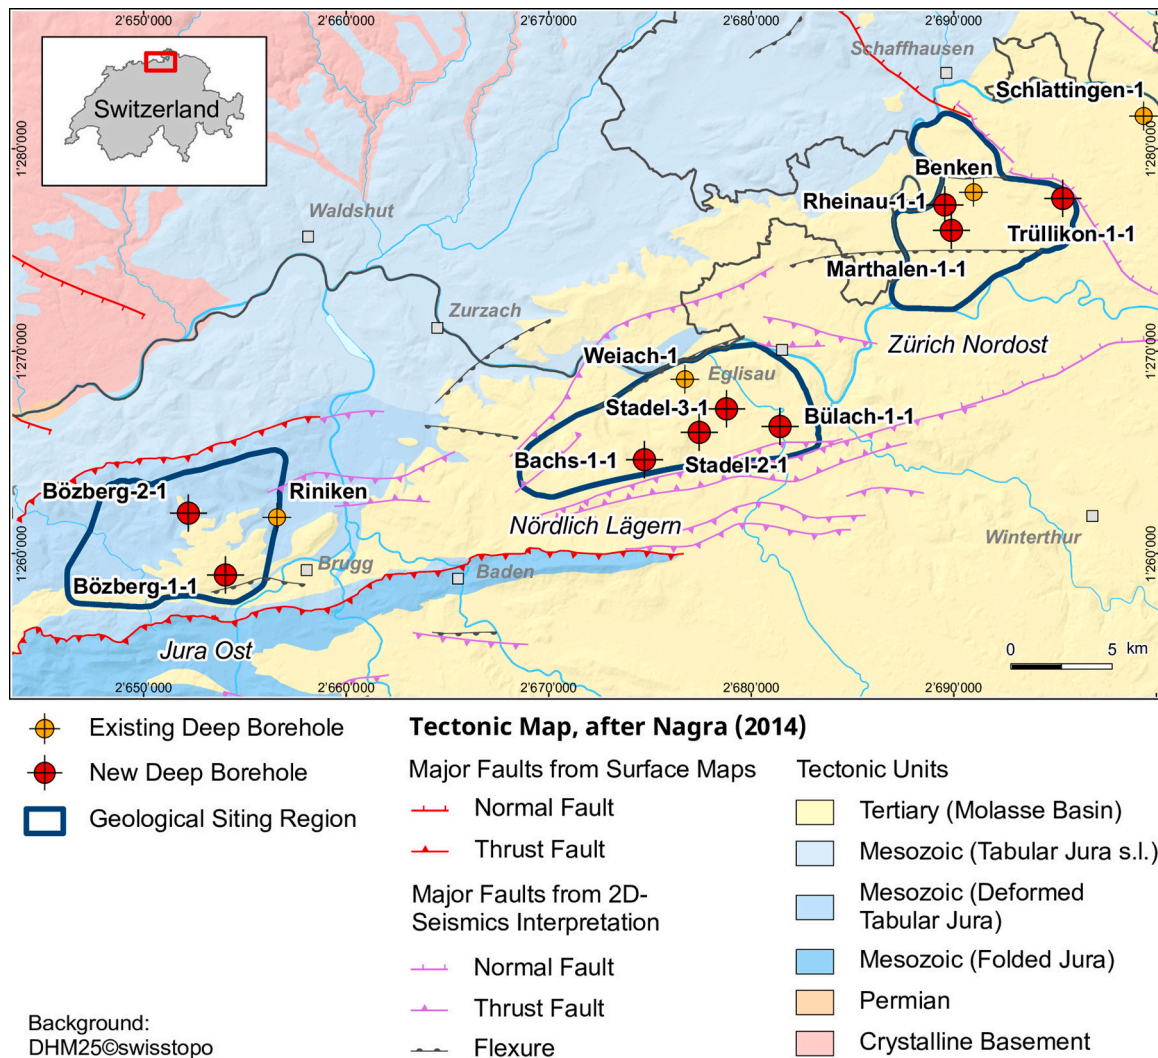 2'650'000
2'660'000
2'670'000
2'680'000
2'690'000
Switzerland
Schaffhausen
Schlattingen-1
1'280'000
1'280'000
Benken
Waldshut
Rheinau-1-1
Trüllikon-1-1
Marthalen-1-1
Zurzach
Zürich Nordost
1'270'000
1'270'000
Weiach-1
Eglisau
Stadel-3-1
Bülach-1-1
Bachs-1-1
Stadel-2-1
Bözberg-2-1
Riniken
Nördlich Lägern
Winterthur
1'260'000
1'260'000
Brugg
Baden
Bözberg-1-1
Jura Ost
0 5 km
2'650'000
2'660'000
2'670'000
2'680'000
2'690'000
Existing Deep Borehole
New Deep Borehole
Geological Siting Region
Background:
DHM25©swisstopo
Tectonic Map, after Nagra (2014)
Major Faults from Surface Maps
Normal Fault
Thrust Fault
Major Faults from 2D-
Seismics Interpretation
Normal Fault
Thrust Fault
Flexure
Tectonic Units
Tertiary (Molasse Basin)
Mesozoic (Tabular Jura s.l.)
Mesozoic (Deformed
Tabular Jura)
Mesozoic (Folded Jura)
Permian
Crystalline Basement